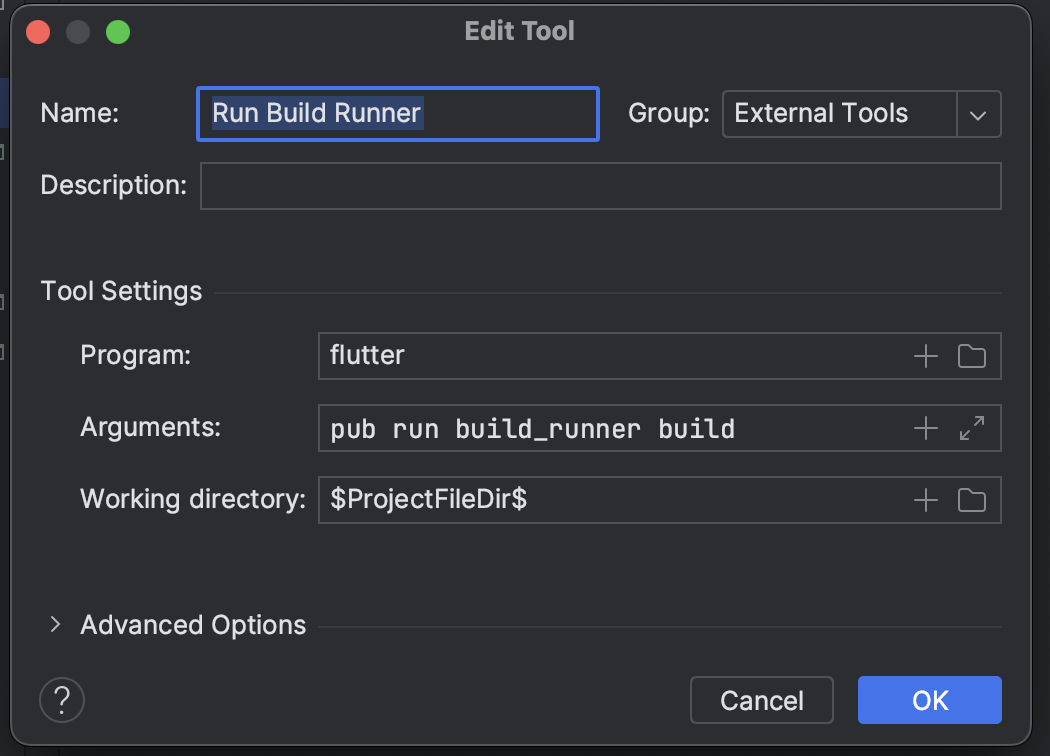 Edit Tool
Name: Run Build Runner Group: External Tools
Description:
Tool Settings
Program: flutter
Arguments: pub run build_runner build
Working directory: $ProjectFileDir$
Advanced Options
? Cancel OK